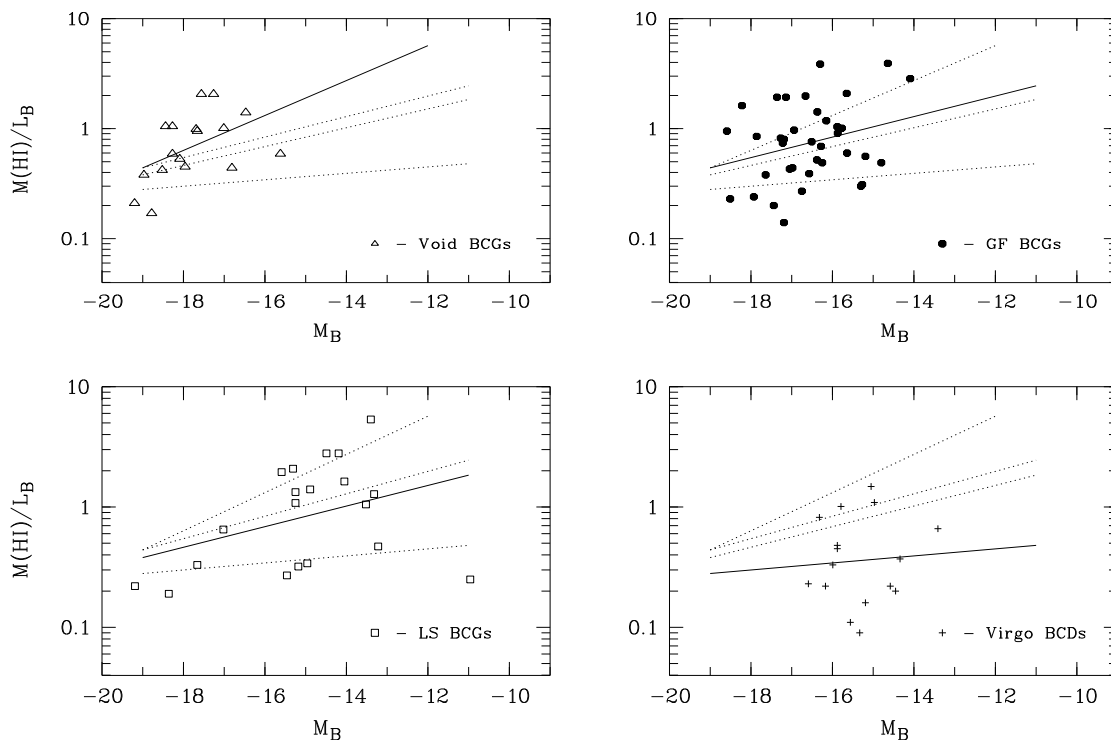 10
1
0.1
M(HI)/L_B
△ – Void BCGs
−20 −18 −16 −14 −12 −10
M_B
10
1
0.1
● – GF BCGs
−20 −18 −16 −14 −12 −10
M_B
10
1
0.1
M(HI)/L_B
□ – LS BCGs
−20 −18 −16 −14 −12 −10
M_B
10
1
0.1
+ – Virgo BCDs
−20 −18 −16 −14 −12 −10
M_B